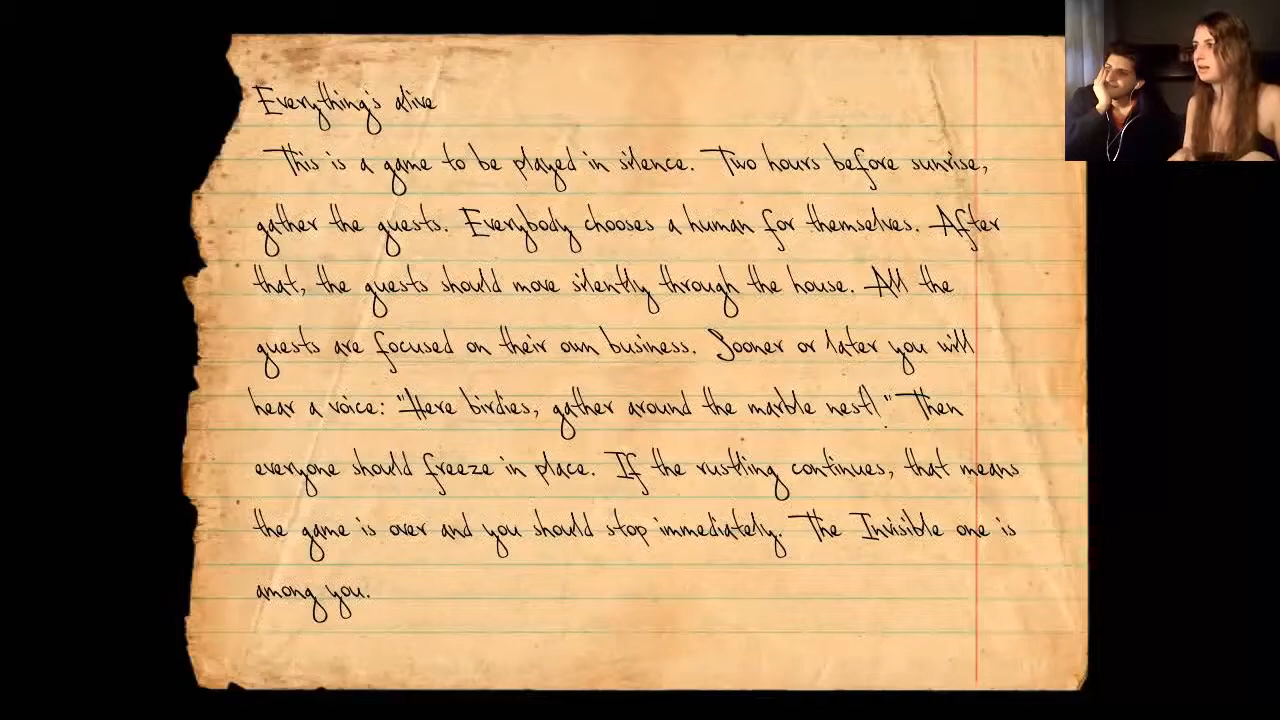 Everything's alive
This is a game to be played in silence. Two hours before sunrise,
gather the guests. Everybody chooses a human for themselves. After
that, the guests should move silently through the house. All the
guests are focused on their own business. Sooner or later you will
hear a voice: "Here birdies, gather around the marble nest!" Then
everyone should freeze in place. If the rustling continues, that means
the game is over and you should stop immediately. The Invisible one is
among you.